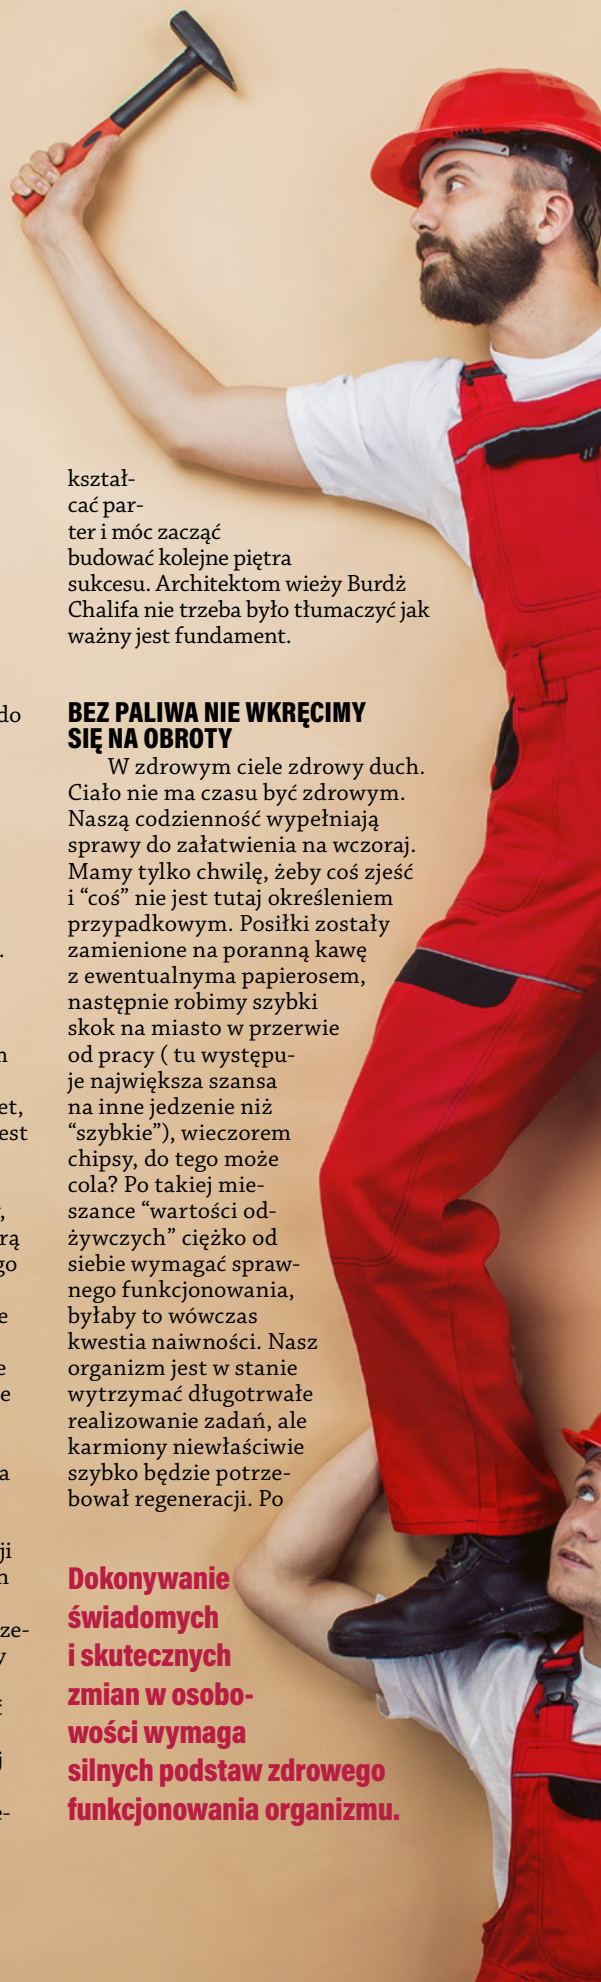 kształ-
cać par-
ter i móc zacząć
budować kolejne piętra
sukcesu. Architektom wieży Burdż
Chalifa nie trzeba było tłumaczyć jak
ważny jest fundament.
do
BEZ PALIWA NIE WKRĘCIMY
SIĘ NA OBROTY
W zdrowym ciele zdrowy duch.
Ciało nie ma czasu być zdrowym.
Naszą codzienność wypełniają
sprawy do załatwienia na wczoraj.
Mamy tylko chwilę, żeby coś zjeść
i “coś” nie jest tutaj określeniem
przypadkowym. Posiłki zostały
zamienione na poranną kawę
z ewentualnyma papierosem,
następnie robimy szybki
skok na miasto w przerwie
od pracy ( tu występu-
je największa szansa
na inne jedzenie niż
“szybkie”), wieczorem
chipsy, do tego może
cola? Po takiej mie-
szance “wartości od-
żywczych” ciężko od
siebie wymagać spraw-
nego funkcjonowania,
byłaby to wówczas
kwestia naiwności. Nasz
organizm jest w stanie
wytrzymać długotrwałe
realizowanie zadań, ale
karmiony niewłaściwie
szybko będzie potrze-
bował regeneracji. Po
Dokonywanie
świadomych
i skutecznych
zmian w osobo-
wości wymaga
silnych podstaw zdrowego
funkcjonowania organizmu.